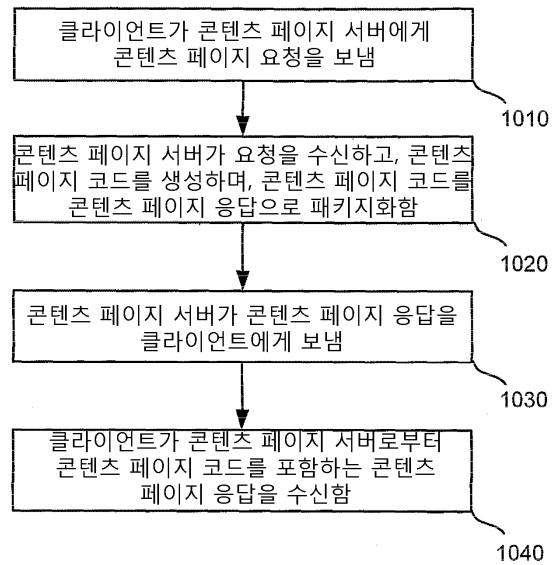 클라이언트가 콘텐츠 페이지 서버에게
콘텐츠 페이지 요청을 보냄
1010
콘텐츠 페이지 서버가 요청을 수신하고, 콘텐츠
페이지 코드를 생성하며, 콘텐츠 페이지 코드를
콘텐츠 페이지 응답으로 패키지화함
1020
콘텐츠 페이지 서버가 콘텐츠 페이지 응답을
클라이언트에게 보냄
1030
클라이언트가 콘텐츠 페이지 서버로부터
콘텐츠 페이지 코드를 포함하는 콘텐츠
페이지 응답을 수신함
1040